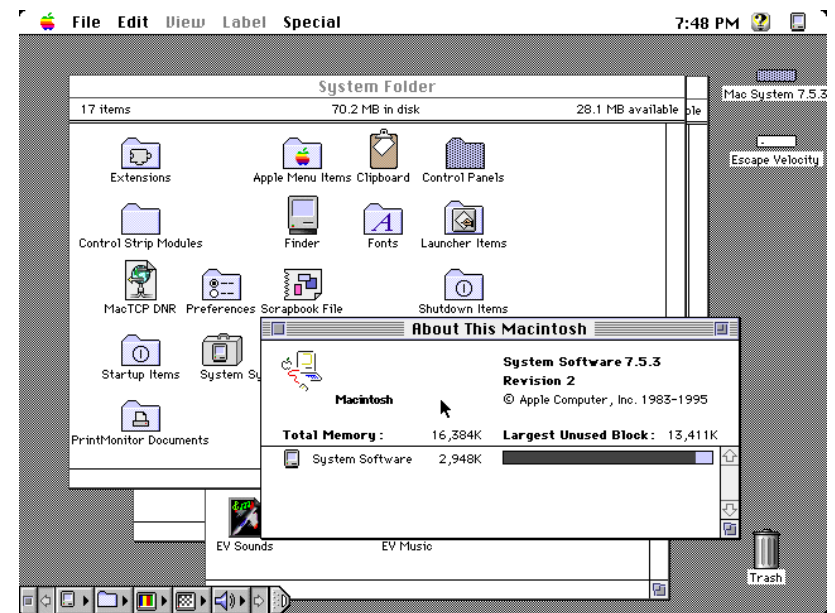 File Edit View Label Special 7:48 PM
System Folder
17 items 70.2 MB in disk 28.1 MB available ble
Mac System 7.5.3
Escape Velocity
Extensions Apple Menu Items Clipboard Control Panels
Control Strip Modules Finder Fonts Launcher Items
MacTCP DNR Preferences Scrapbook File Shutdown Items
Startup Items System Su
PrintMonitor Documents
About This Macintosh
System Software 7.5.3
Revision 2
Macintosh © Apple Computer, Inc. 1983-1995
Total Memory : 16,384K Largest Unused Block : 13,411K
System Software 2,948K
EV Sounds EV Music
Trash